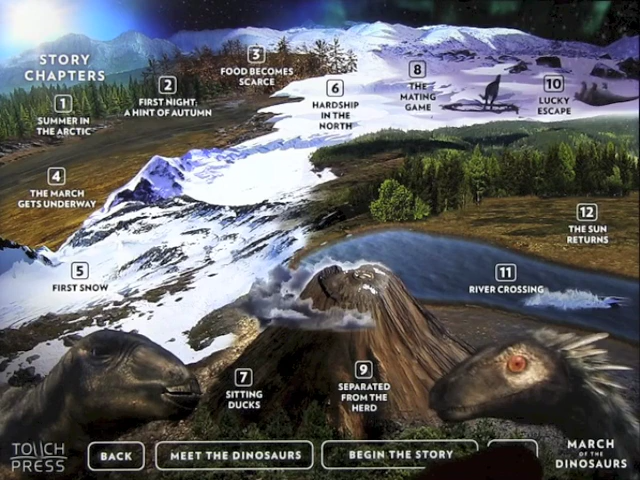 STORY
CHAPTERS
1
SUMMER IN
THE ARCTIC
2
FIRST NIGHT,
A HINT OF AUTUMN
3
FOOD BECOMES
SCARCE
4
THE MARCH
GETS UNDERWAY
5
FIRST SNOW
6
HARDSHIP
IN THE
NORTH
7
SITTING
DUCKS
8
THE
MATING
GAME
9
SEPARATED
FROM THE
HERD
10
LUCKY
ESCAPE
11
RIVER CROSSING
12
THE SUN
RETURNS
TOUCH
PRESS
BACK
MEET THE DINOSAURS
BEGIN THE STORY
MARCH
OF THE
DINOSAURS